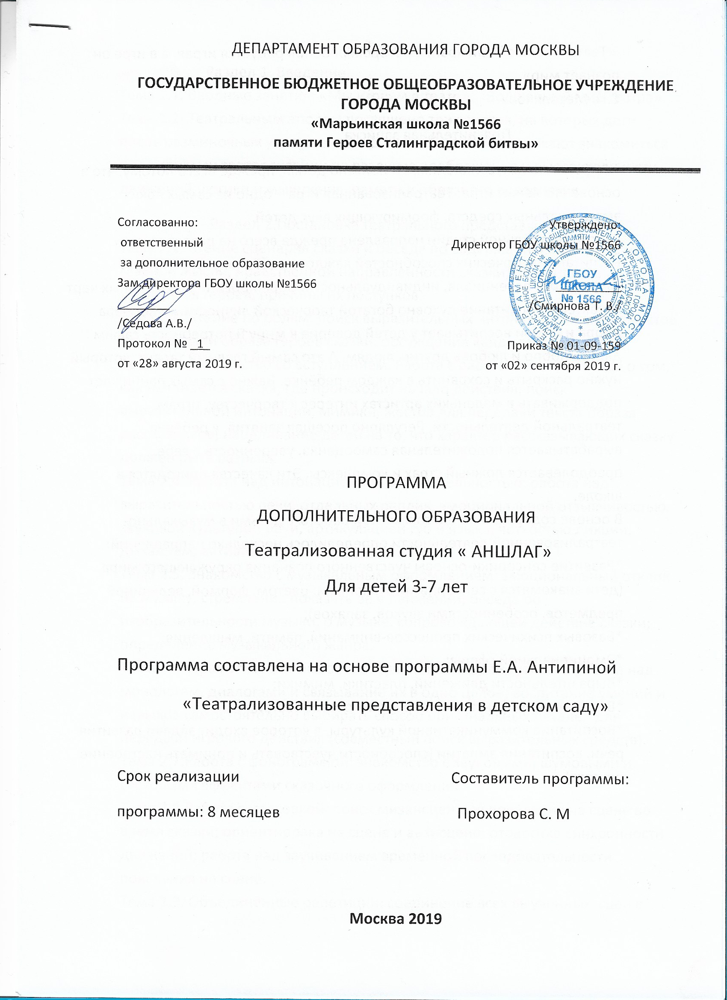 ДЕПАРТАМЕНТ ОБРАЗОВАНИЯ ГОРОДА МОСКВЫ
ГОСУДАРСТВЕННОЕ БЮДЖЕТНОЕ ОБЩЕОБРАЗОВАТЕЛЬНОЕ УЧРЕЖДЕНИЕ
ГОРОДА МОСКВЫ
«Марьинская школа №1566
памяти Героев Сталинградской битвы»
Согласованно:
ответственный
за дополнительное образование
Зам.директора ГБОУ школы №1566
/Седова А.В./
Протокол № 1
от «28» августа 2019 г.
Утверждено:
Директор ГБОУ школы №1566
/Смирнова Т. В./
Приказ № 01-09-159
от «02» сентября 2019 г.
ГБОУ
ШКОЛА
№ 1566
ПРОГРАММА
ДОПОЛНИТЕЛЬНОГО ОБРАЗОВАНИЯ
Театрализованная студия « АНШЛАГ»
Для детей 3-7 лет
Программа составлена на основе программы Е.А. Антипиной
«Театрализованные представления в детском саду»
Срок реализации
программы: 8 месяцев
Составитель программы:
Прохорова С. М
Москва 2019